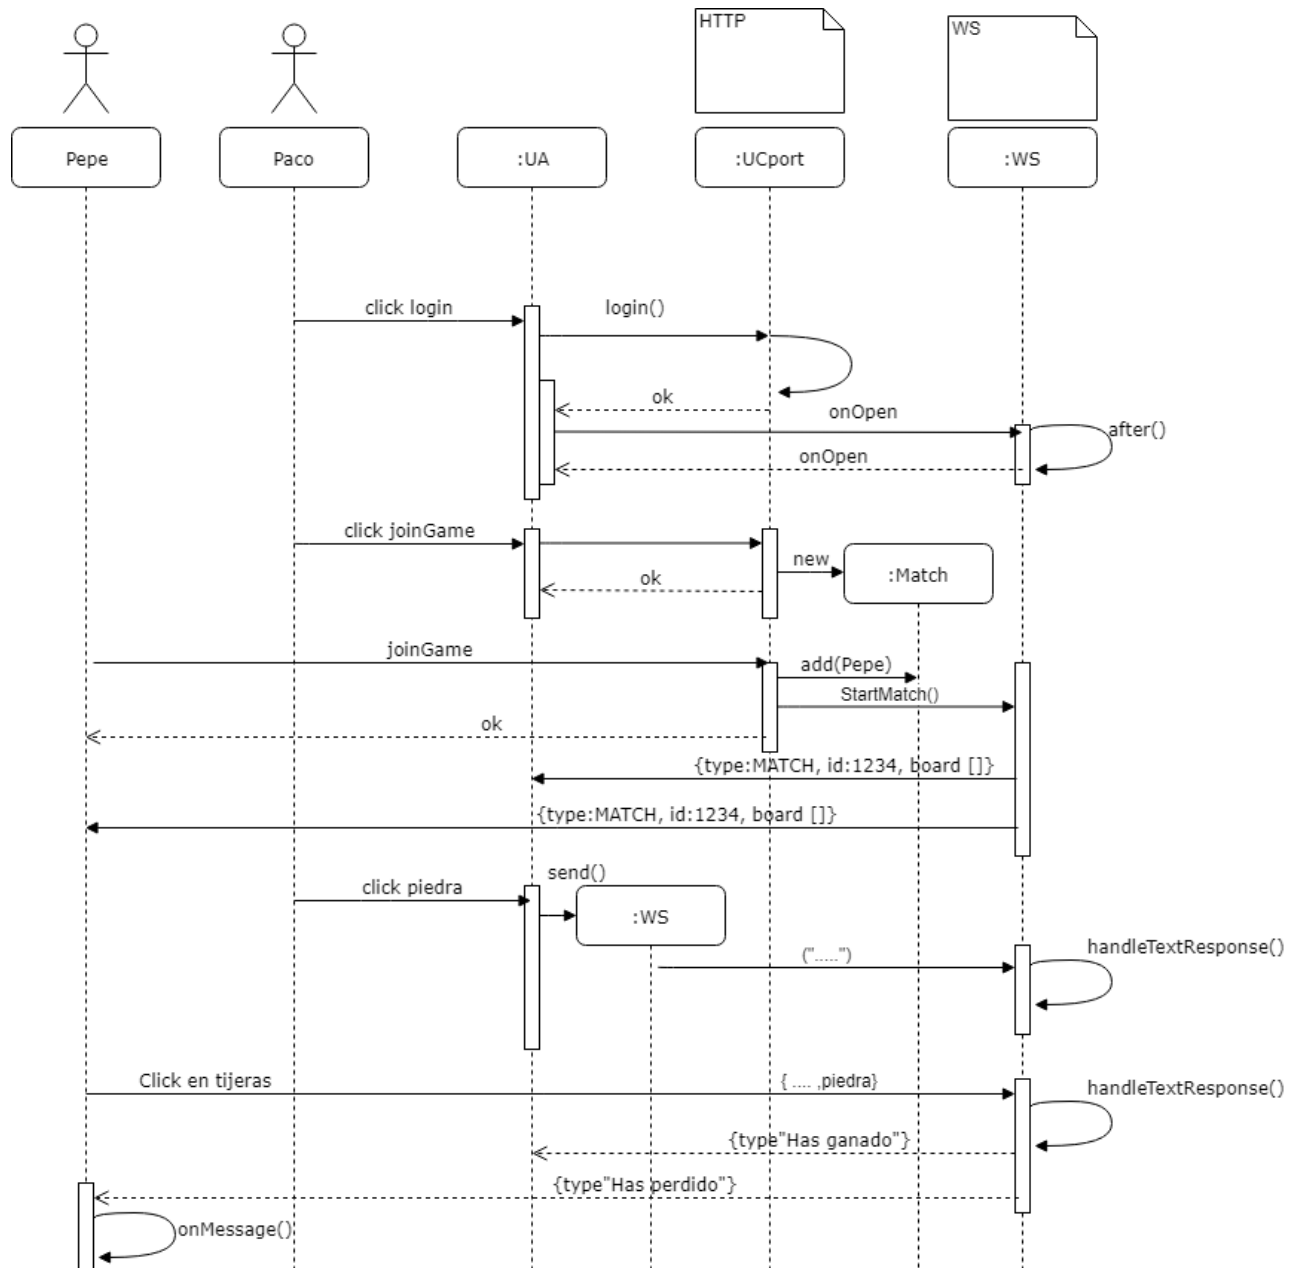 HTTP
WS
Pepe
Paco
:UA
:UCport
:WS
click login
login()
ok
onOpen
after()
onOpen
click joinGame
new
:Match
ok
joinGame
add(Pepe)
StartMatch()
ok
{type:MATCH, id:1234, board []}
{type:MATCH, id:1234, board []}
send()
click piedra
:WS
(".....")
handleTextResponse()
Click en tijeras
{ .... ,piedra}
handleTextResponse()
{type"Has ganado"}
{type"Has perdido"}
onMessage()